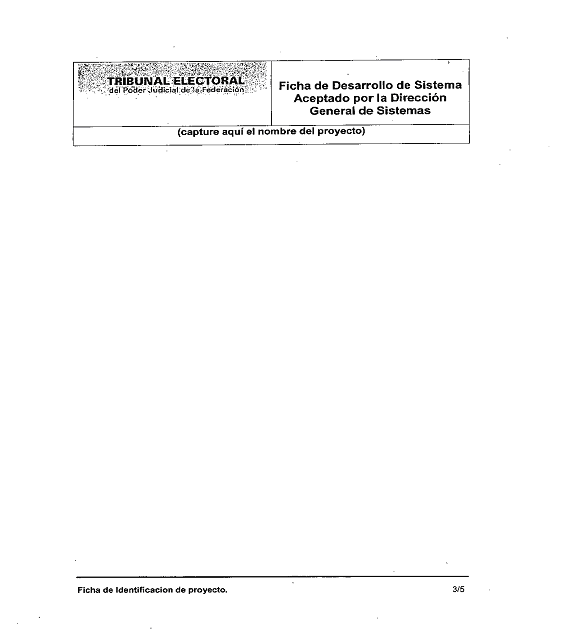 TRIBUNAL ELECTORAL
del Poder Judicial de la Federación
Ficha de Desarrollo de Sistema
Aceptado por la Dirección
General de Sistemas
(capture aquí el nombre del proyecto)
Ficha de Identificacion de proyecto.
3/5